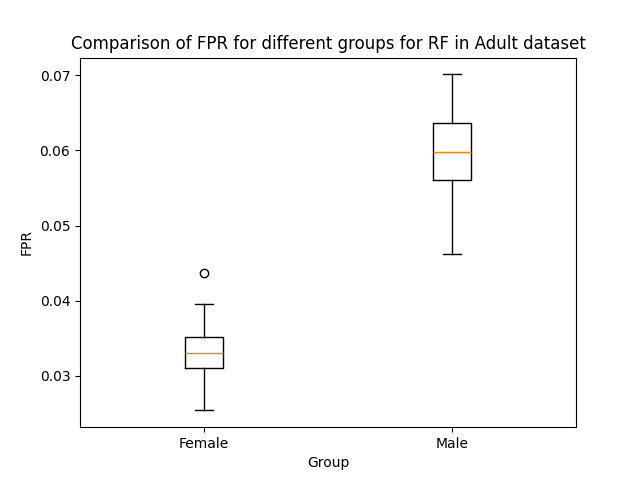 Comparison of FPR for different groups for RF in Adult dataset
0.07
0.06
0.05
0.04
0.03
FPR
Female
Male
Group